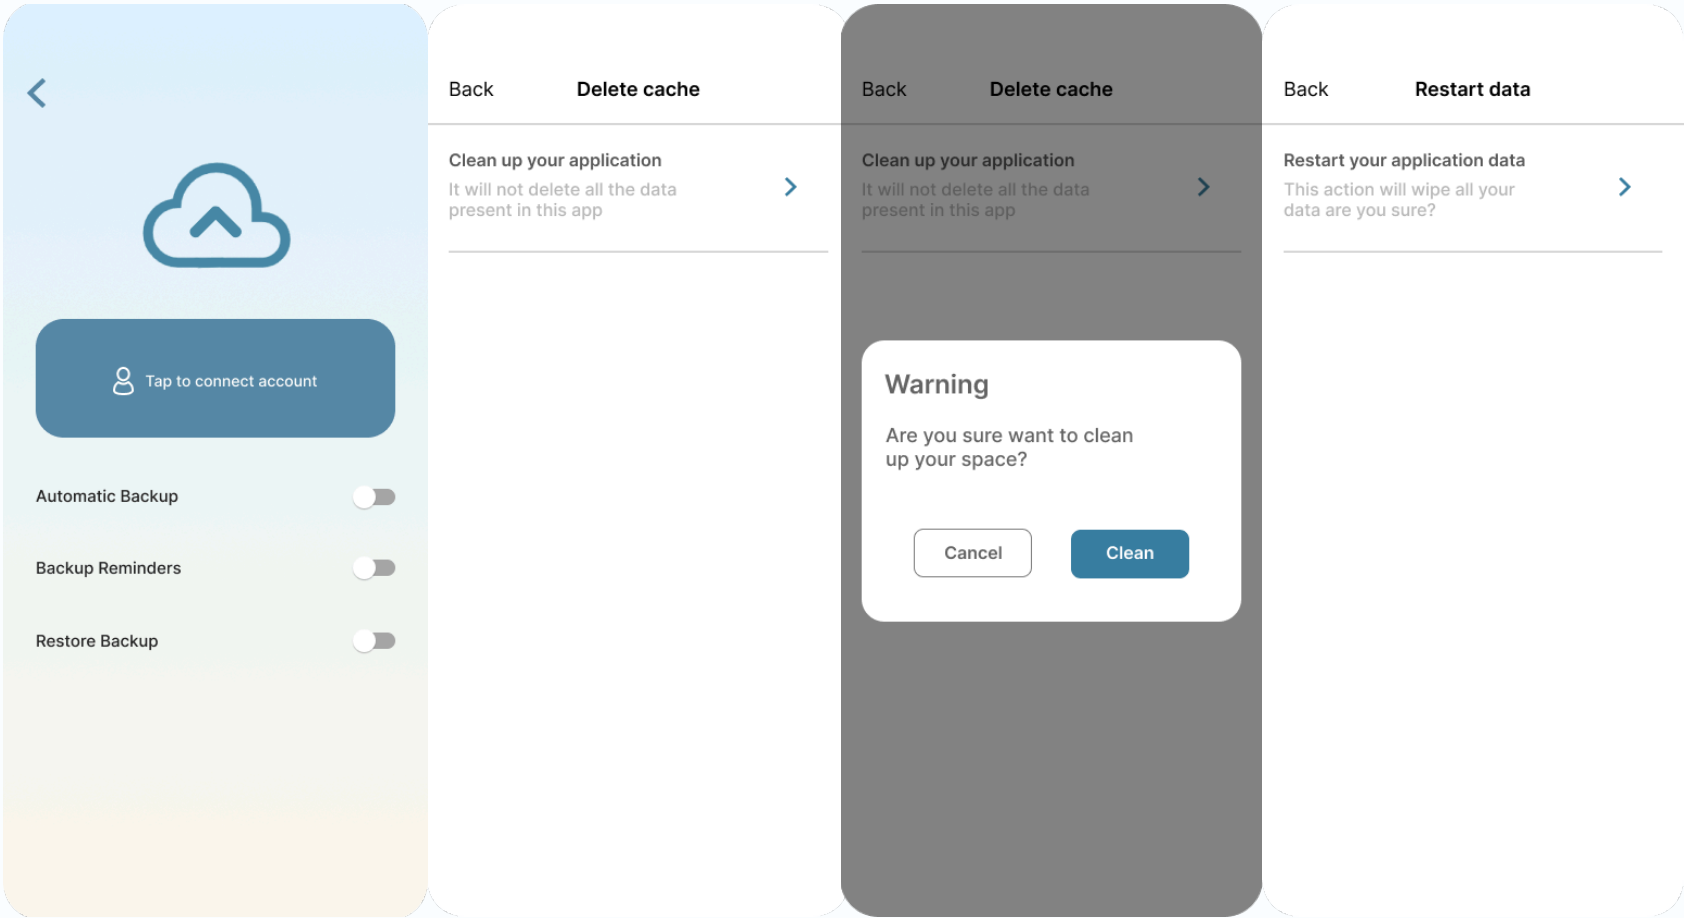 Tap to connect account
Automatic Backup
Backup Reminders
Restore Backup
Back
Delete cache
Clean up your application
It will not delete all the data
present in this app
Back
Delete cache
Clean up your application
It will not delete all the data
present in this app
Warning
Are you sure want to clean
up your space?
Cancel
Clean
Back
Restart data
Restart your application data
This action will wipe all your
data are you sure?